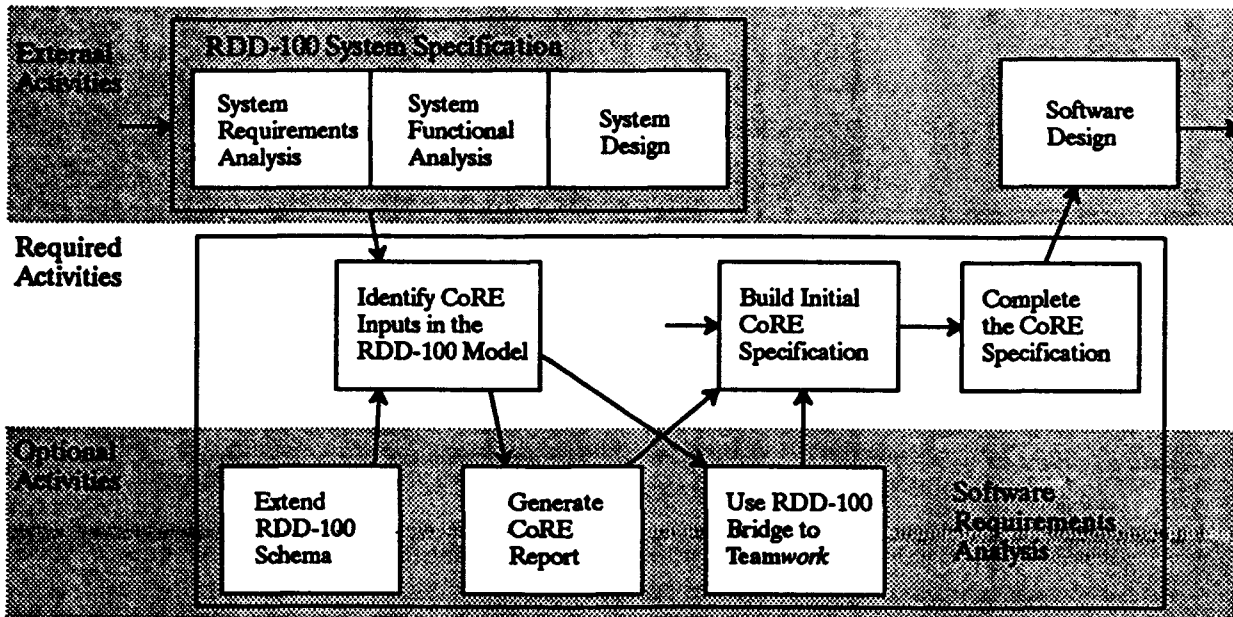 External
Activities
RDD-100 System Specification
System
Requirements
Analysis
System
Functional
Analysis
System
Design
Software
Design
Required
Activities
Identify CoRE
Inputs in the
RDD-100 Model
Build Initial
CoRE
Specification
Complete
the CoRE
Specification
Optional
Activities
Extend
RDD-100
Schema
Generate
CoRE
Report
Use RDD-100
Bridge to
Teamwork
Software
Requirements
Analysis